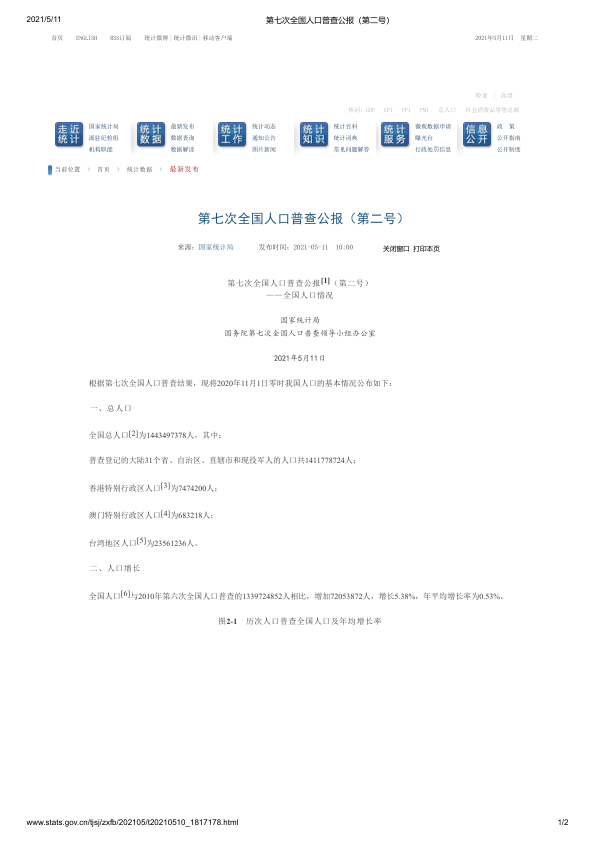 2021/5/11 第七次全国人口普查公报（第二号）
首页 ENGLISH RSS订阅 统计微博 | 统计微讯 | 移动客户端 2021年5月11日 星期二
检索 | 高级
热词: GDP CPI PPI PMI 总人口 社会消费品零售总额
走近统计 国家统计局 派驻纪检组 机构职能
统计数据 最新发布 数据查询 数据解读
统计工作 统计动态 通知公告 图片新闻
统计知识 统计百科 统计词典 常见问题解答
统计服务 微观数据申请 曝光台 行政处罚信息
信息公开 政 策 公开指南 公开制度
当前位置 > 首页 > 统计数据 > 最新发布
第七次全国人口普查公报（第二号）
来源：国家统计局 发布时间：2021-05-11 10:00 关闭窗口 打印本页
第七次全国人口普查公报[1]（第二号）
——全国人口情况
国家统计局
国务院第七次全国人口普查领导小组办公室
2021年5月11日
根据第七次全国人口普查结果，现将2020年11月1日零时我国人口的基本情况公布如下：
一、总人口
全国总人口[2]为1443497378人，其中：
普查登记的大陆31个省、自治区、直辖市和现役军人的人口共1411778724人；
香港特别行政区人口[3]为7474200人；
澳门特别行政区人口[4]为683218人；
台湾地区人口[5]为23561236人。
二、人口增长
全国人口[6]与2010年第六次全国人口普查的1339724852人相比，增加72053872人，增长5.38%，年平均增长率为0.53%。
图2-1 历次人口普查全国人口及年均增长率
www.stats.gov.cn/tjsj/zxfb/202105/t20210510_1817178.html 1/2